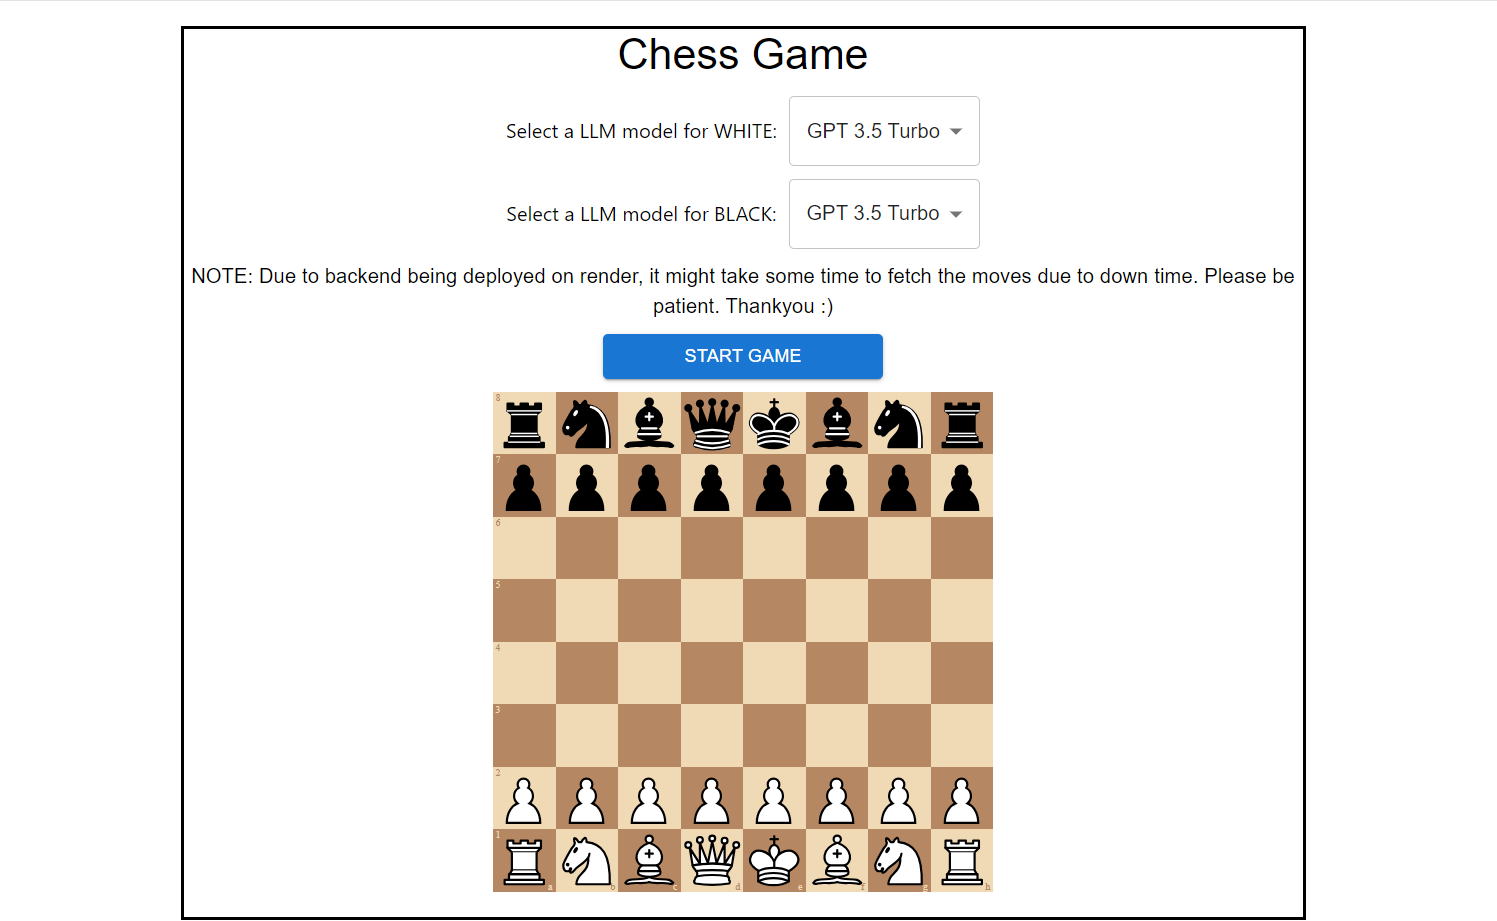 Chess Game
Select a LLM model for WHITE:
GPT 3.5 Turbo
Select a LLM model for BLACK:
GPT 3.5 Turbo
NOTE: Due to backend being deployed on render, it might take some time to fetch the moves due to down time. Please be
patient. Thankyou :)
START GAME
8
7
6
5
4
3
2
1
a b c d e f g h